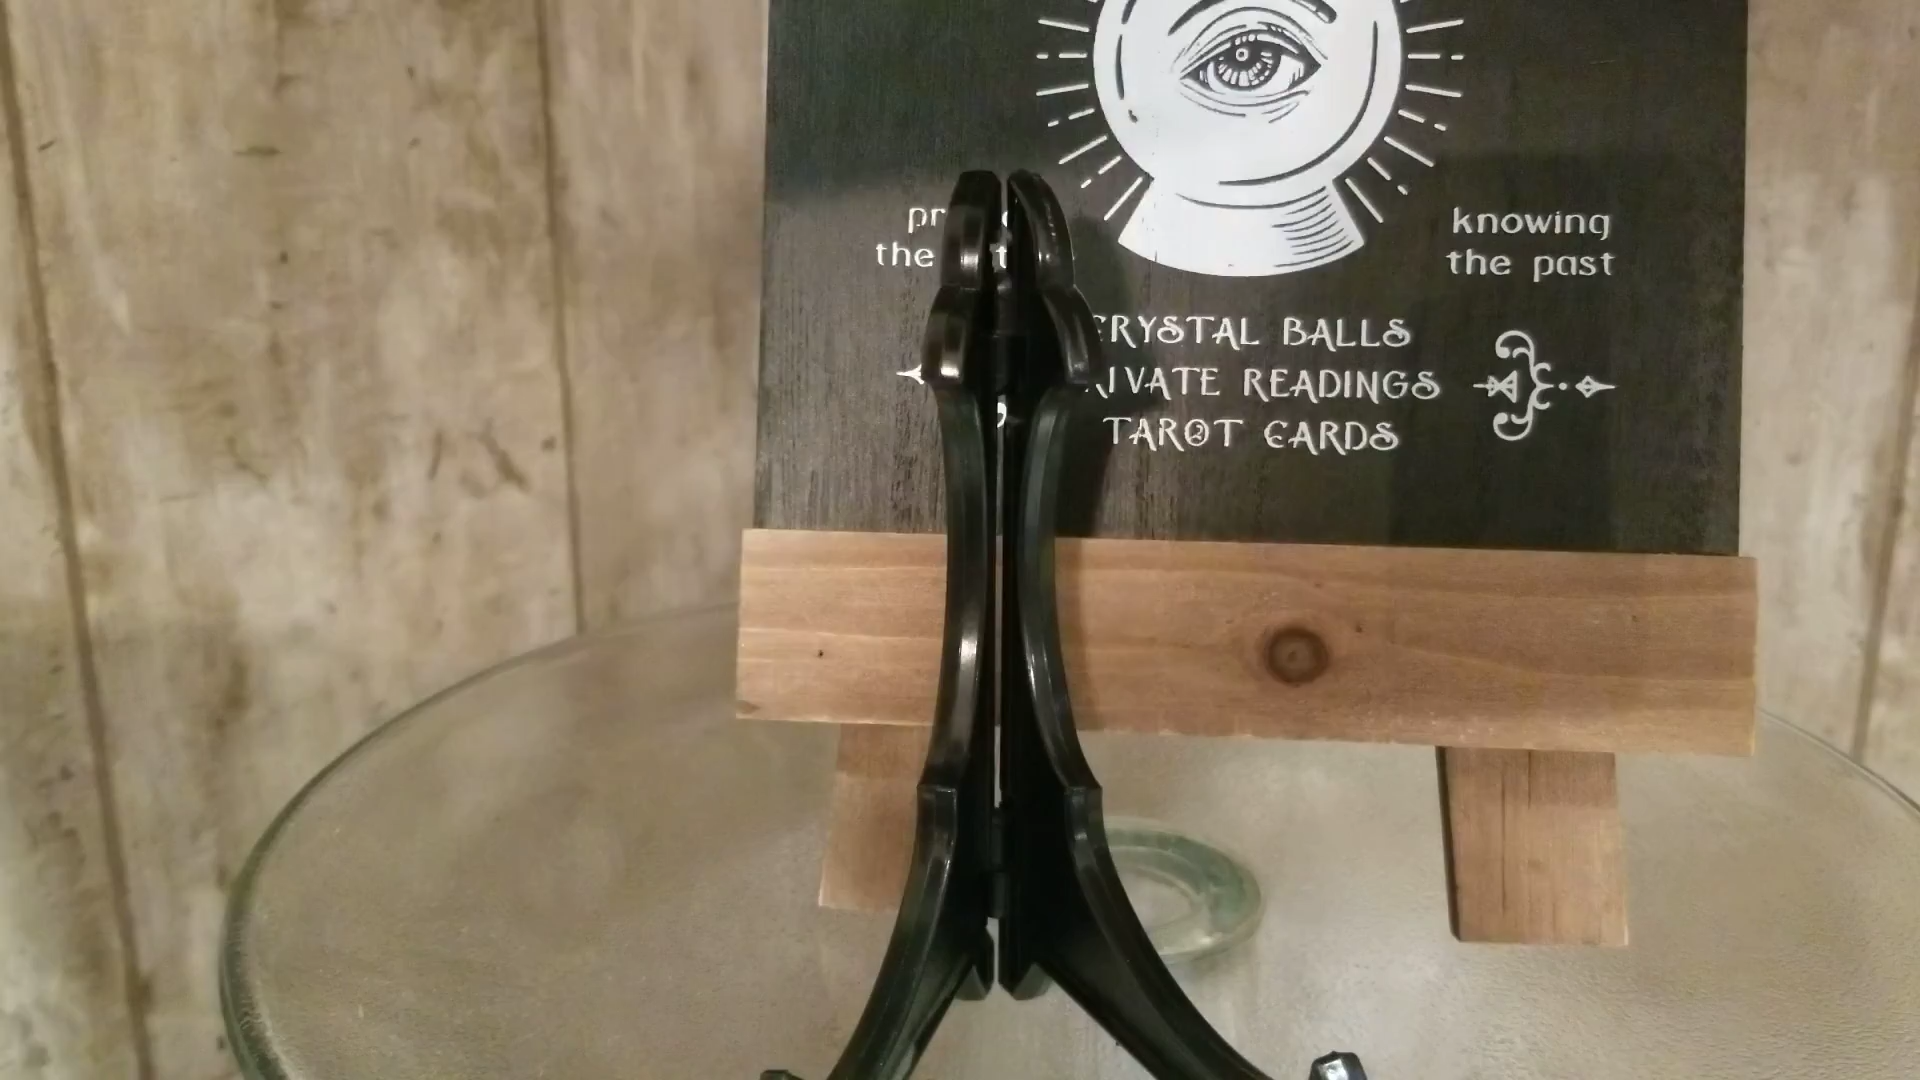 the
knowing
the past
CRYSTAL BALLS
READINGS
TAROT CARDS